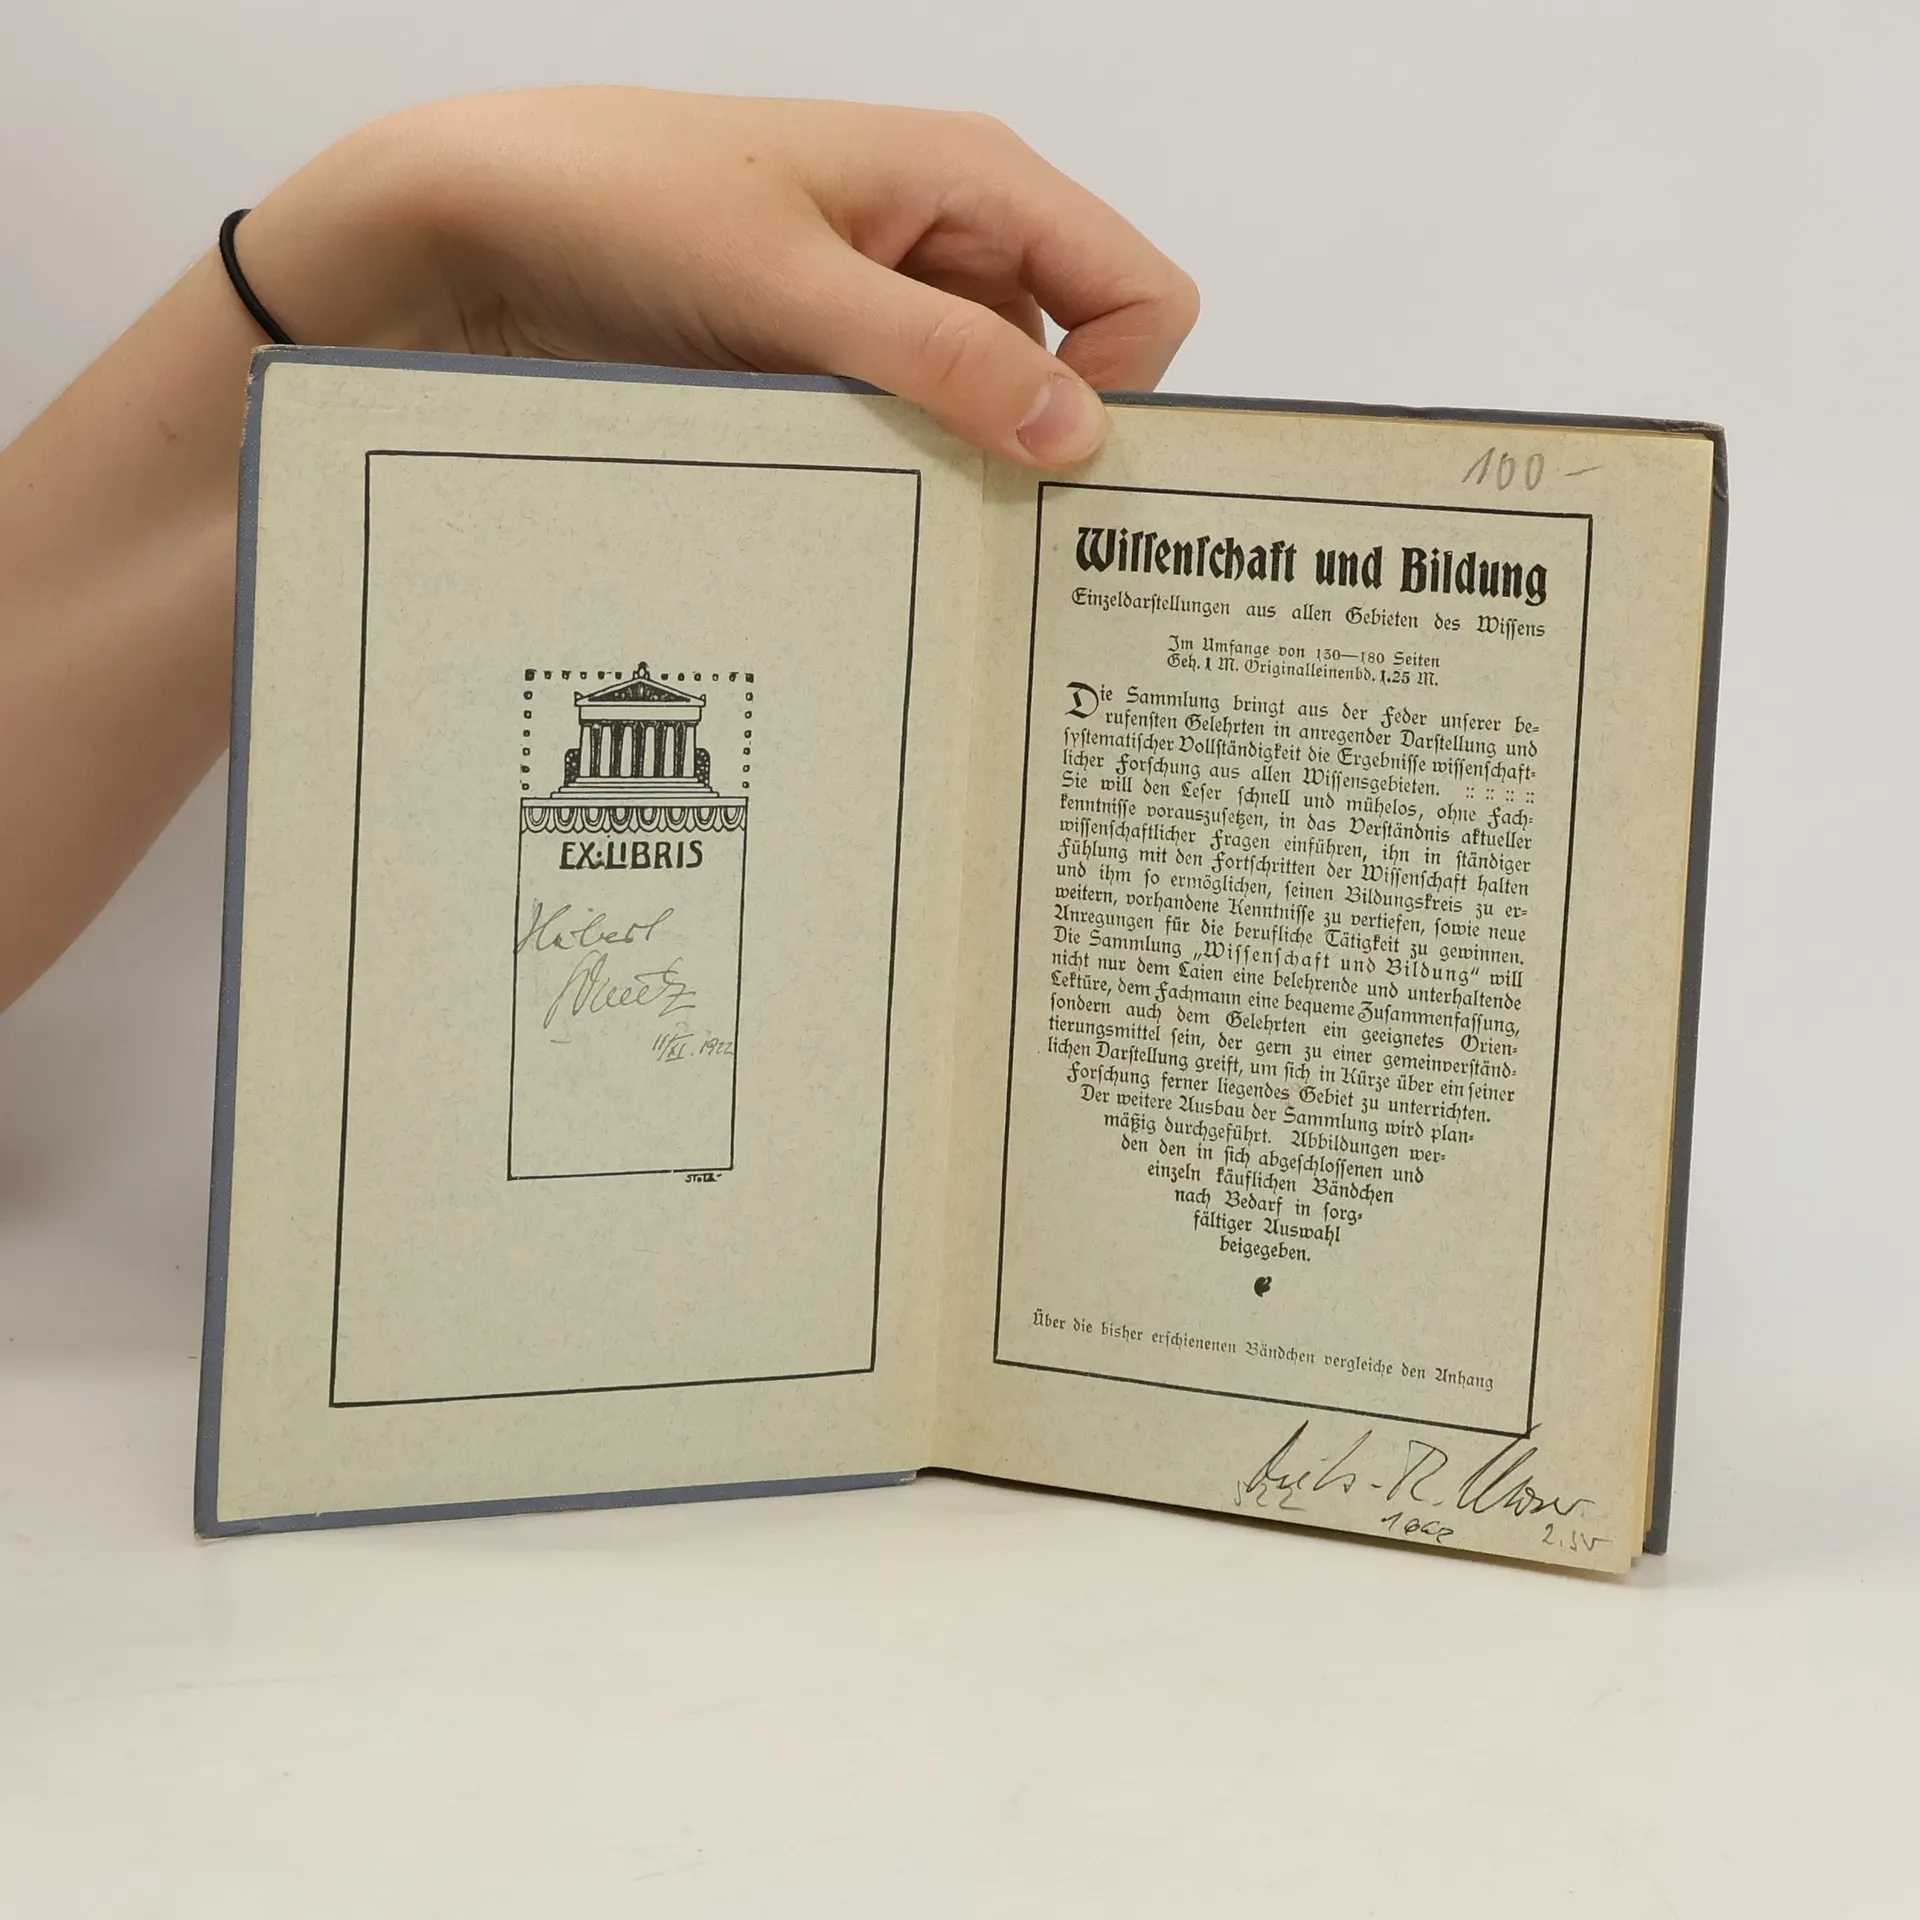 EX:LIBRIS
Hubert
11/XI. 1922
Stolz
100 –
Wiſſenſchaft und Bildung
Einzeldarſtellungen aus allen Gebieten des Wiſſens
Im Umfange von 130—180 Seiten
Geh. 1 M. Originalleinenbd. 1.25 M.
Die Sammlung bringt aus der Feder unſerer be-
rufenſten Gelehrten in anregender Darſtellung und
ſyſtematiſcher Vollſtändigkeit die Ergebniſſe wiſſenſchaft-
licher Forſchung aus allen Wiſſensgebieten. :: :: :: ::
Sie will den Leſer ſchnell und mühelos, ohne Fach-
kenntniſſe vorauszuſetzen, in das Verſtändnis aktueller
wiſſenſchaftlicher Fragen einführen, ihn in ſtändiger
Fühlung mit den Fortſchritten der Wiſſenſchaft halten
und ihm ſo ermöglichen, ſeinen Bildungskreis zu er-
weitern, vorhandene Kenntniſſe zu vertiefen, ſowie neue
Anregungen für die berufliche Tätigkeit zu gewinnen.
Die Sammlung „Wiſſenſchaft und Bildung“ will
nicht nur dem Laien eine belehrende und unterhaltende
Lektüre, dem Fachmann eine bequeme Zuſammenfaſſung,
ſondern auch dem Gelehrten ein geeignetes Orien-
tierungsmittel ſein, der gern zu einer gemeinverſtänd-
lichen Darſtellung greift, um ſich in Kürze über ein ſeiner
Forſchung ferner liegendes Gebiet zu unterrichten.
Der weitere Ausbau der Sammlung wird plan-
mäßig durchgeführt. Abbildungen wer-
den den in ſich abgeſchloſſenen und
einzeln käuflichen Bändchen
nach Bedarf in ſorg-
fältiger Auswahl
beigegeben.
Über die bisher erſchienenen Bändchen vergleiche den Anhang